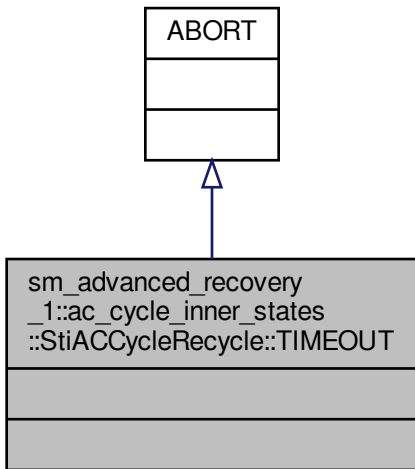 ABORT
sm_advanced_recovery
_1::ac_cycle_inner_states
::StiACCycleRecycle::TIMEOUT